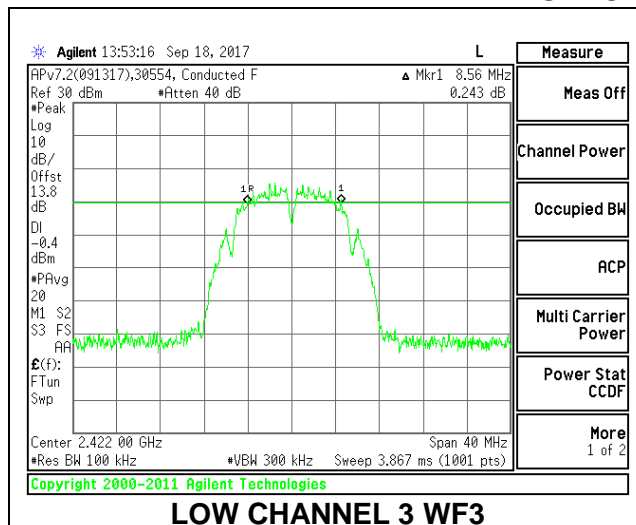 Agilent 13:53:16 Sep 18, 2017 L
APv7.2(091317),30554, Conducted F
Δ Mkr1 8.56 MHz
Ref 30 dBm #Atten 40 dB 0.243 dB
#Peak
Log
10
dB/
Offst
13.8
dB
DI
-0.4
dBm
#PAvg
20
M1 S2
S3 FS
AA
£(f):
FTun
Swp
1R
1
Center 2.422 00 GHz Span 40 MHz
#Res BW 100 kHz #VBW 300 kHz Sweep 3.867 ms (1001 pts)
Copyright 2000-2011 Agilent Technologies
Measure
Meas Off
Channel Power
Occupied BW
ACP
Multi Carrier
Power
Power Stat
CCDF
More
1 of 2
LOW CHANNEL 3 WF3